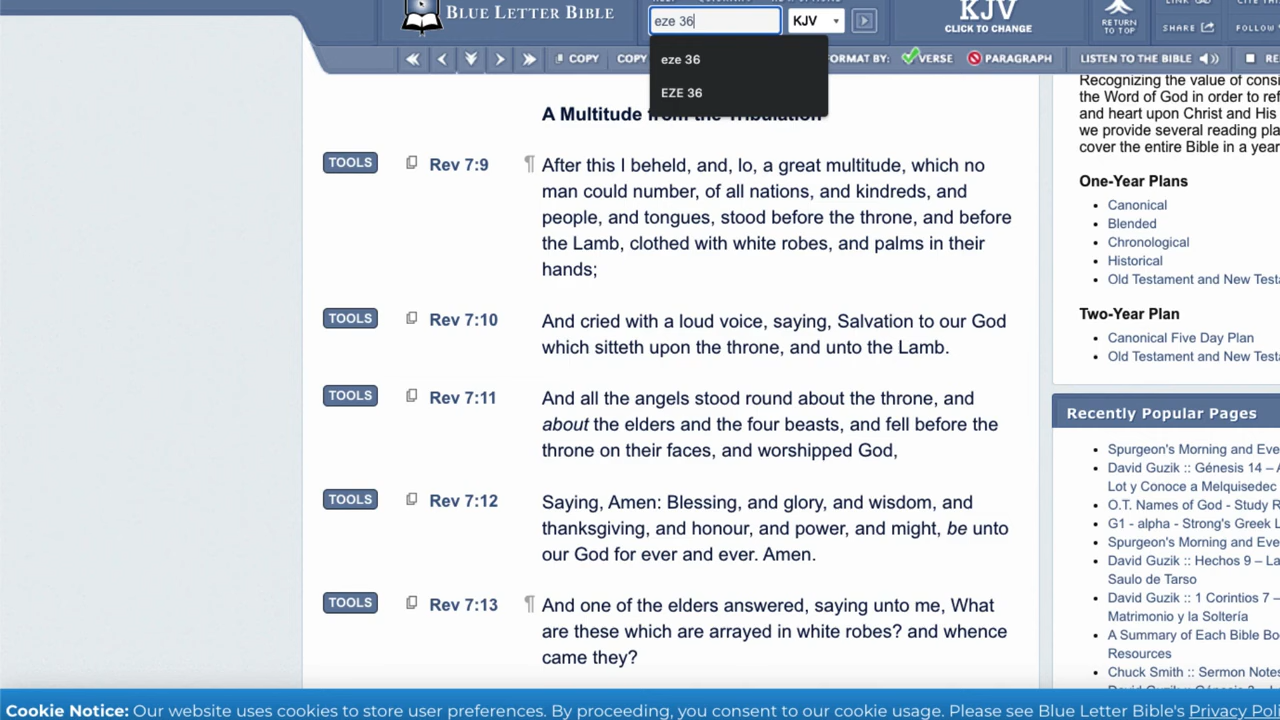 BLUE LETTER BIBLE
eze 36
KJV
KJV
CLICK TO CHANGE
RETURN
TO TOP
SHARE
FOLLOW
COPY
COPY
eze 36
EZE 36
ORMAT BY:
VERSE
PARAGRAPH
LISTEN TO THE BIBLE
RE
A Multitude from the Tribulation
TOOLS
Rev 7:9
¶ After this I beheld, and, lo, a great multitude, which no
man could number, of all nations, and kindreds, and
people, and tongues, stood before the throne, and before
the Lamb, clothed with white robes, and palms in their
hands;
TOOLS
Rev 7:10
And cried with a loud voice, saying, Salvation to our God
which sitteth upon the throne, and unto the Lamb.
TOOLS
Rev 7:11
And all the angels stood round about the throne, and
about the elders and the four beasts, and fell before the
throne on their faces, and worshipped God,
TOOLS
Rev 7:12
Saying, Amen: Blessing, and glory, and wisdom, and
thanksgiving, and honour, and power, and might, be unto
our God for ever and ever. Amen.
TOOLS
Rev 7:13
¶ And one of the elders answered, saying unto me, What
are these which are arrayed in white robes? and whence
came they?
Recognizing the value of consi
the Word of God in order to ref
and heart upon Christ and His
we provide several reading pla
cover the entire Bible in a year
One-Year Plans
Canonical
Blended
Chronological
Historical
Old Testament and New Testa
Two-Year Plan
Canonical Five Day Plan
Old Testament and New Testa
Recently Popular Pages
Spurgeon's Morning and Eve
David Guzik :: Génesis 14 – A
Lot y Conoce a Melquisedec
O.T. Names of God - Study R
G1 - alpha - Strong's Greek L
Spurgeon's Morning and Eve
David Guzik :: Hechos 9 – La
Saulo de Tarso
David Guzik :: 1 Corintios 7 –
Matrimonio y la Soltería
A Summary of Each Bible Bo
Resources
Chuck Smith :: Sermon Notes
Cookie Notice: Our website uses cookies to store user preferences. By proceeding, you consent to our cookie usage. Please see Blue Letter Bible's Privacy Poli